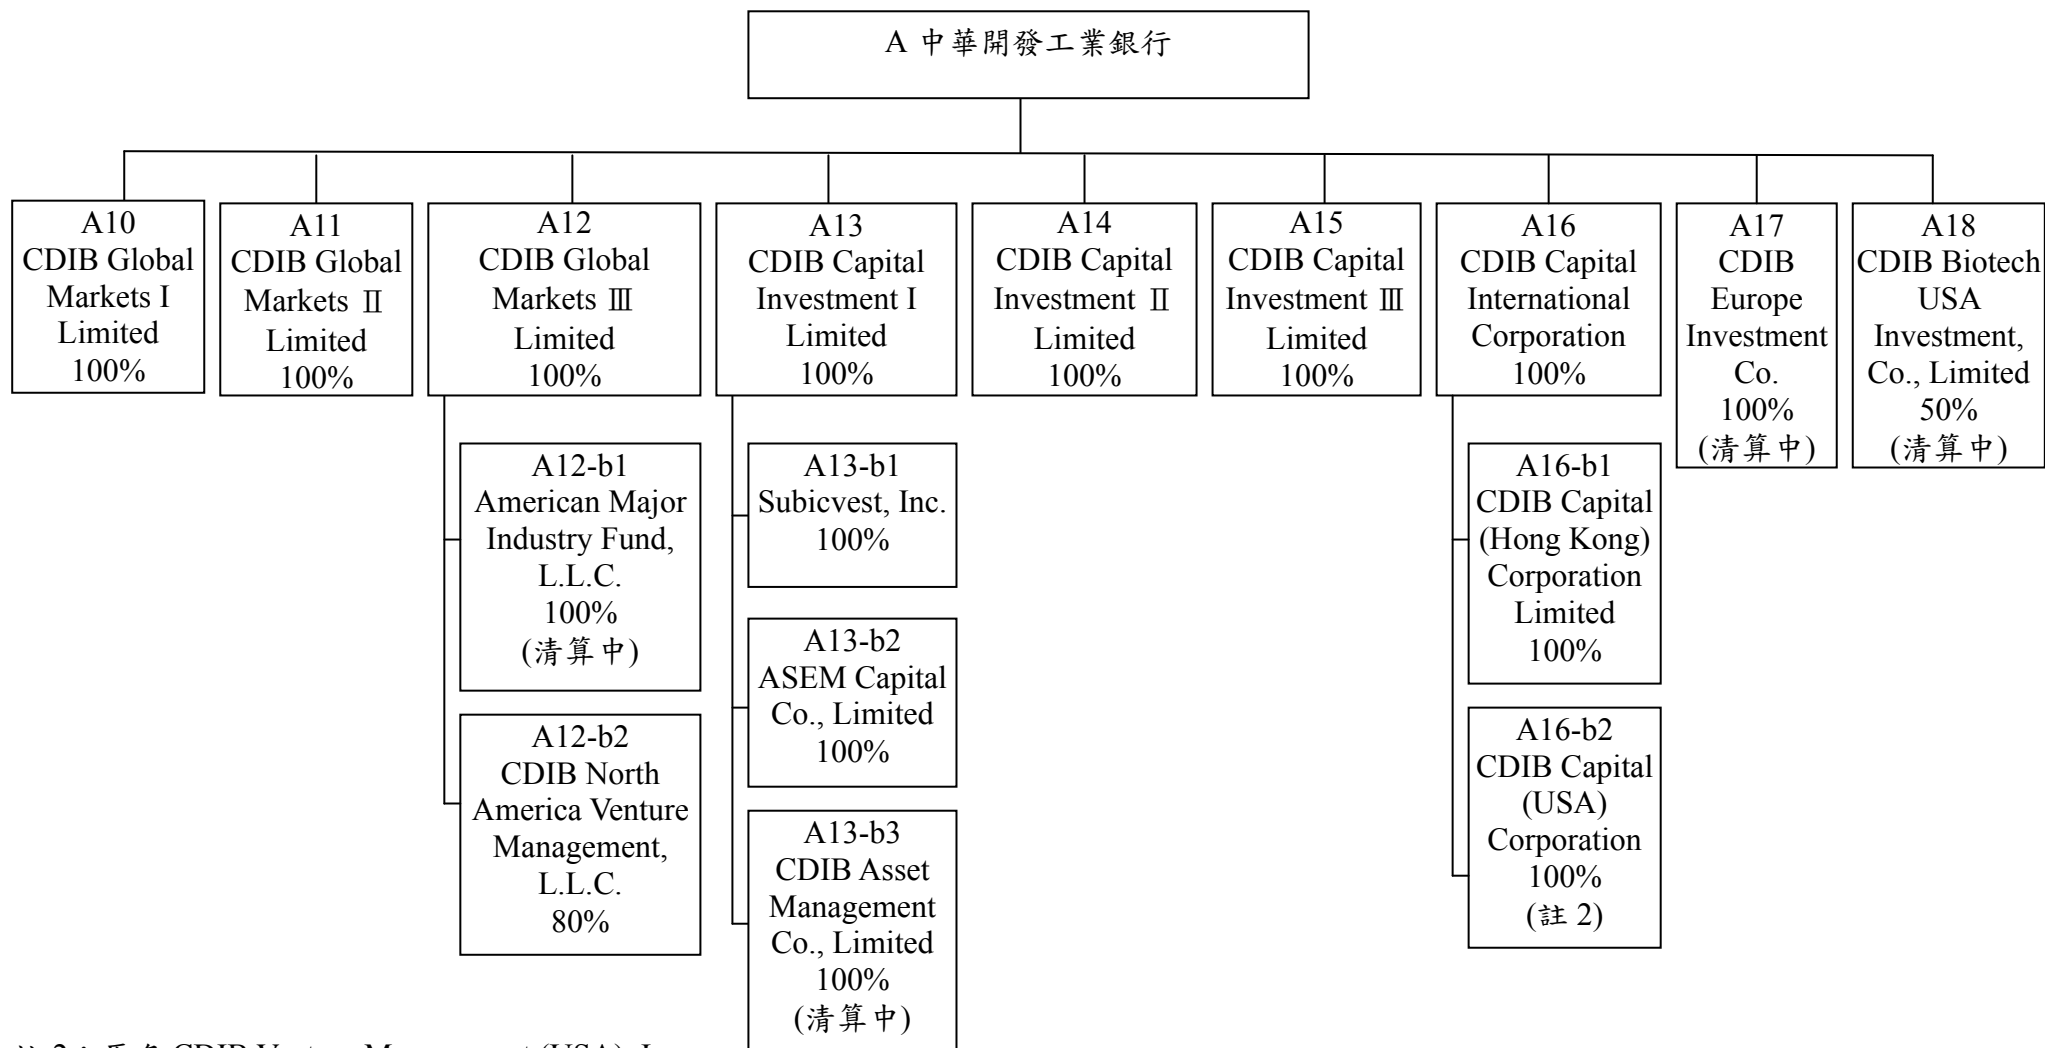 A 中華開發工業銀行
A10
CDIB Global
Markets I
Limited
100%
A11
CDIB Global
Markets Ⅱ
Limited
100%
A12
CDIB Global
Markets Ⅲ
Limited
100%
A13
CDIB Capital
Investment I
Limited
100%
A14
CDIB Capital
Investment Ⅱ
Limited
100%
A15
CDIB Capital
Investment Ⅲ
Limited
100%
A16
CDIB Capital
International
Corporation
100%
A17
CDIB
Europe
Investment
Co.
100%
(清算中)
A18
CDIB Biotech
USA
Investment,
Co., Limited
50%
(清算中)
A12-b1
American Major
Industry Fund,
L.L.C.
100%
(清算中)
A12-b2
CDIB North
America Venture
Management,
L.L.C.
80%
A13-b1
Subicvest, Inc.
100%
A13-b2
ASEM Capital
Co., Limited
100%
A13-b3
CDIB Asset
Management
Co., Limited
100%
(清算中)
A16-b1
CDIB Capital
(Hong Kong)
Corporation
Limited
100%
A16-b2
CDIB Capital
(USA)
Corporation
100%
(註 2)
CDIB Venture Management (USA), I